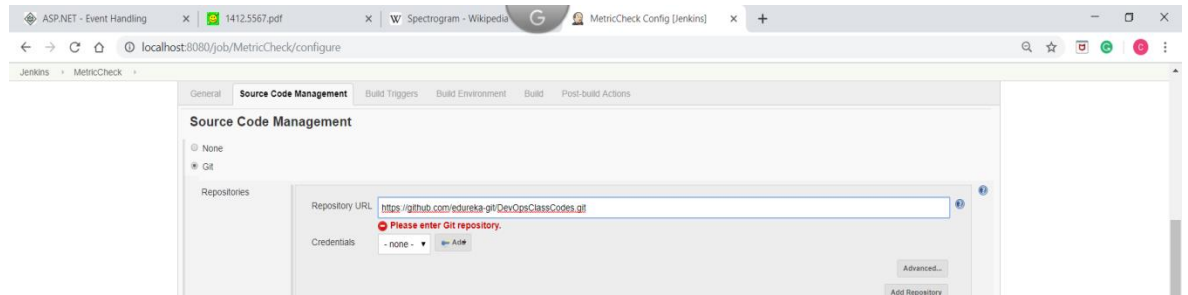 ASP.NET - Event Handling
1412.5567.pdf
W Spectrogram - Wikipedia
G
MetricCheck Config [Jenkins]
localhost:8080/job/MetricCheck/configure
Jenkins MetricCheck
General Source Code Management Build Triggers Build Environment Build Post-build Actions
Source Code Management
None
Git
Repositories
Repository URL https://github.com/edureka-git/DevOpsClassCodes.git
Please enter Git repository.
Credentials - none - Add
Advanced...
Add Repository